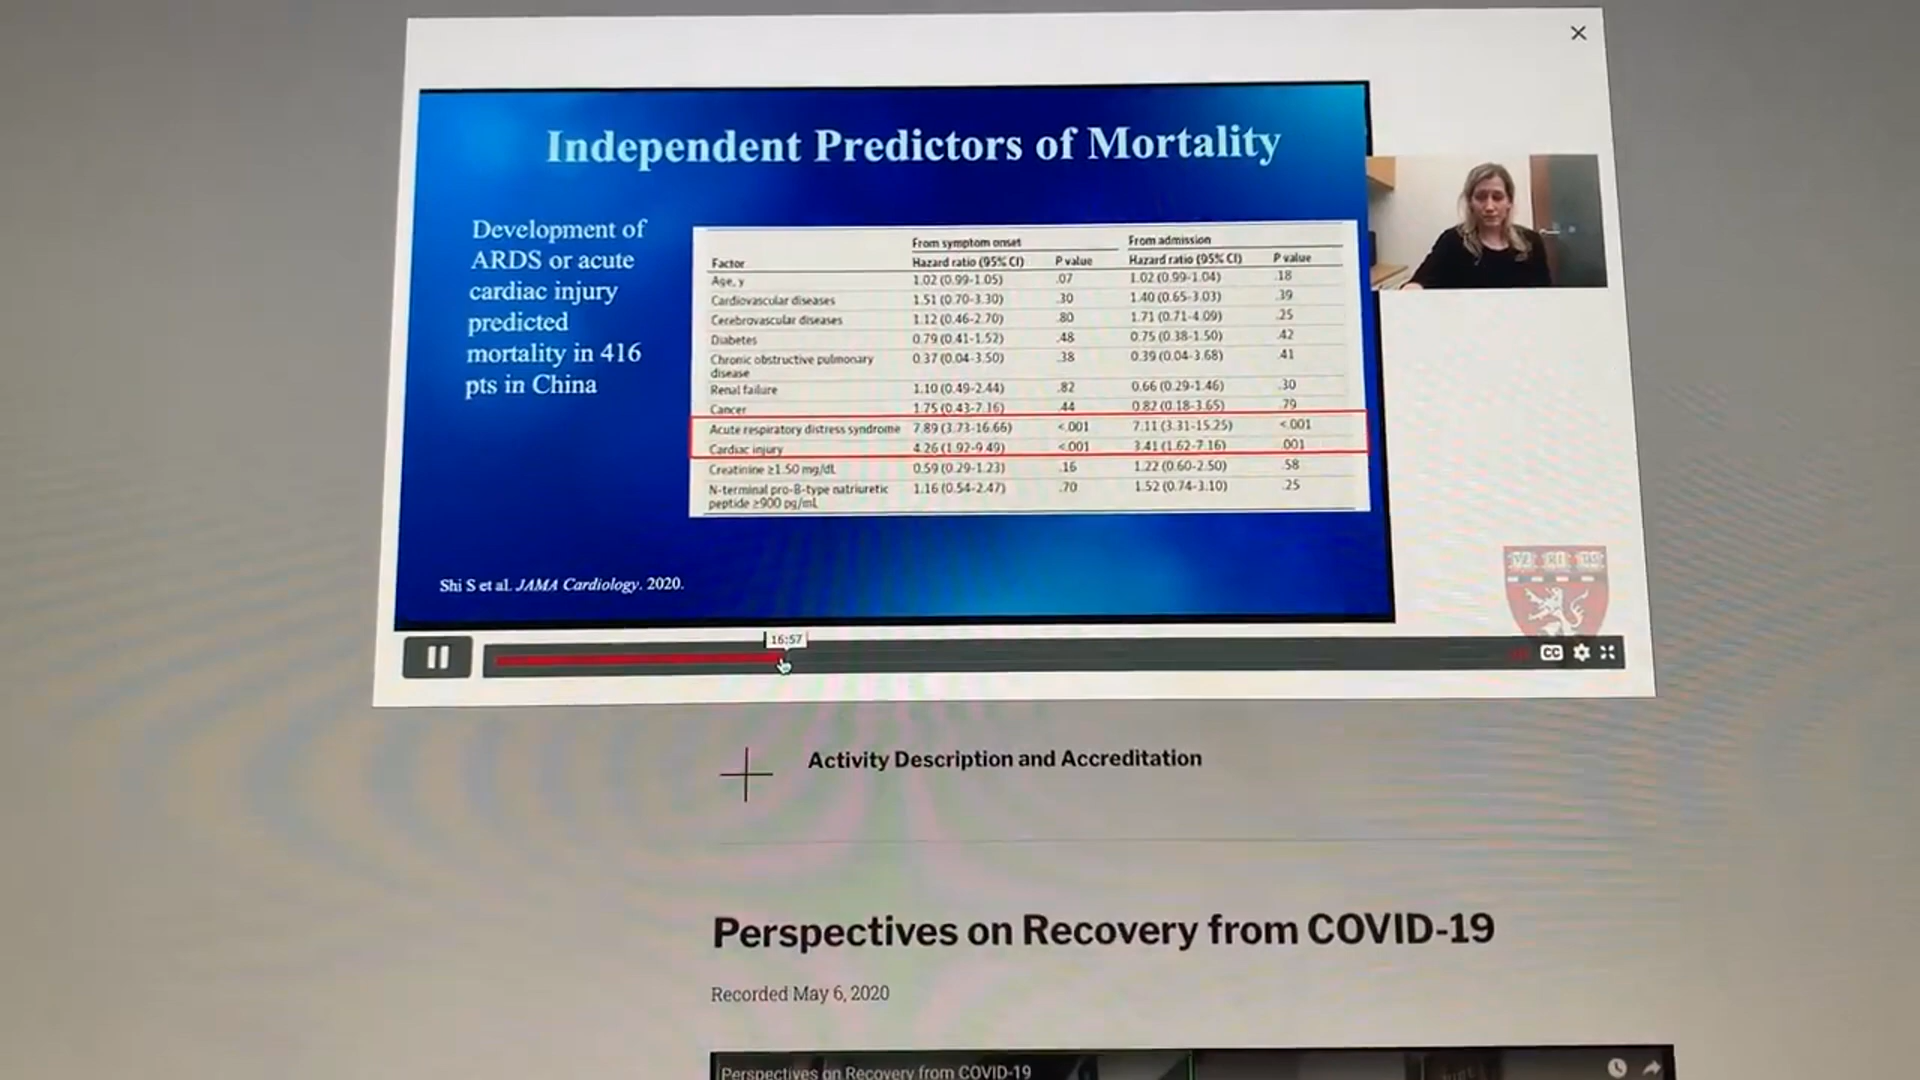 Independent Predictors of Mortality
Development of
ARDS or acute
cardiac injury
predicted
mortality in 416
pts in China
From symptom onset From admission
Factor Hazard ratio (95% CI) P value Hazard ratio (95% CI) P value
Age, y 1.02 (0.99-1.05) .07 1.02 (0.99-1.04) .18
Cardiovascular diseases 1.51 (0.70-3.30) .30 1.40 (0.65-3.03) .39
Cerebrovascular diseases 1.12 (0.46-2.70) .80 1.71 (0.71-4.09) .25
Diabetes 0.79 (0.41-1.52) .48 0.75 (0.38-1.50) .42
Chronic obstructive pulmonary 0.37 (0.04-3.50) .38 0.39 (0.04-3.68) .41
disease
Renal failure 1.10 (0.49-2.44) .82 0.66 (0.29-1.46) .30
Cancer 1.75 (0.43-7.16) .44 0.82 (0.18-3.65) .79
Acute respiratory distress syndrome 7.89 (3.73-16.66) <.001 7.11 (3.31-15.25) <.001
Cardiac injury 4.26 (1.92-9.49) <.001 3.41 (1.62-7.16) .001
Creatinine ≥1.50 mg/dL 0.59 (0.29-1.23) .16 1.22 (0.60-2.50) .58
N-terminal pro-B-type natriuretic 1.16 (0.54-2.47) .70 1.52 (0.74-3.10) .25
peptide ≥900 pg/mL
Shi S et al. JAMA Cardiology. 2020.
VE RI TAS
16:57
CC
Activity Description and Accreditation
Perspectives on Recovery from COVID-19
Recorded May 6, 2020
Perspectives on Recovery from COVID-19